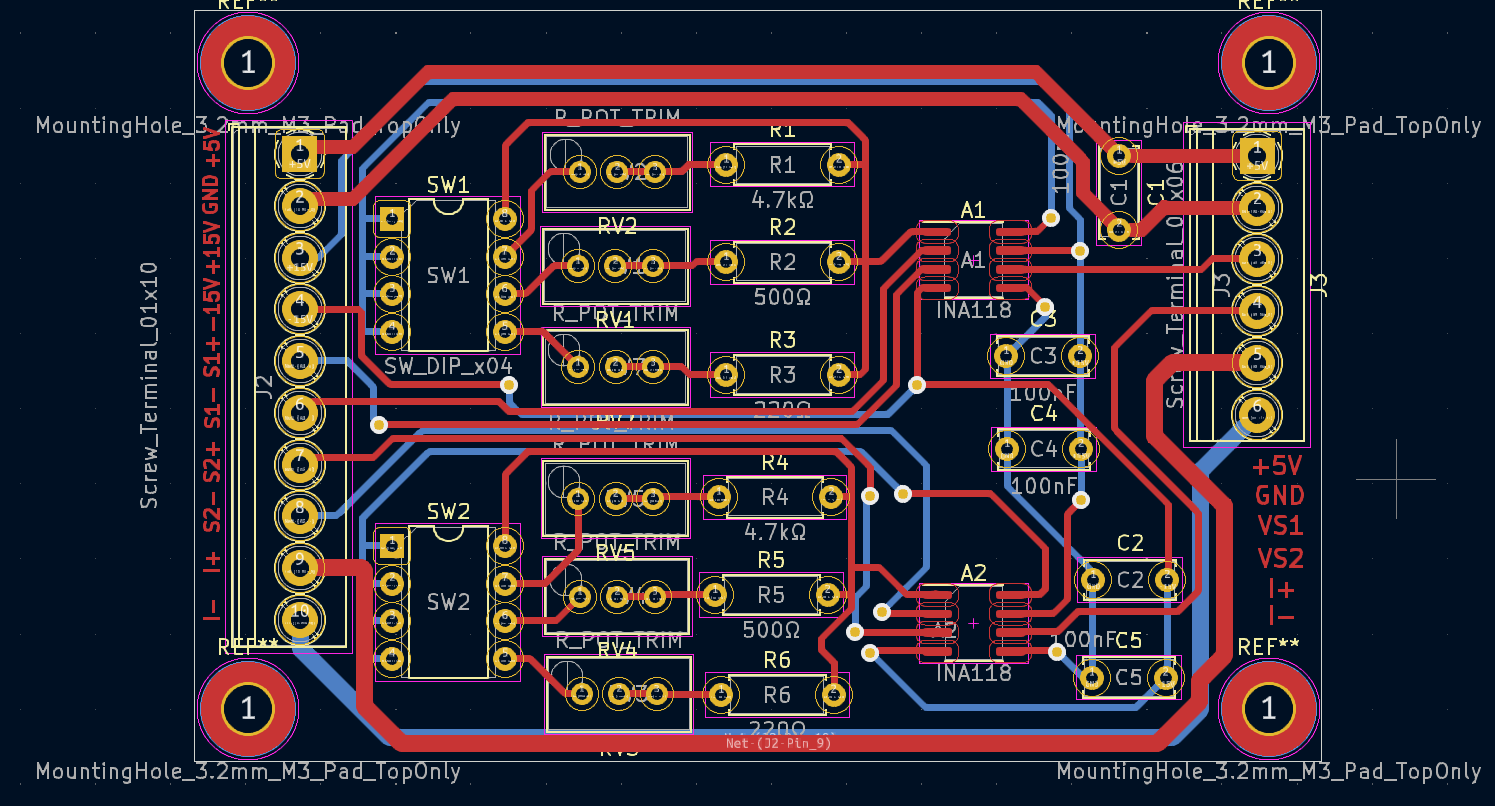 REF**
REF**
1
1
MountingHole_3.2mm_M3_Pad_TopOnly
MountingHole_3.2mm_M3_Pad_TopOnly
R_POT_TRIM
R1
R1
4.7kΩ
SW1
SW1
SW_DIP_x04
RV2
R2
R2
500Ω
R_POT_TRIM
RV1
R3
R3
220Ω
A1
A1
INA118
C1
C1
C3
C3
100nF
C4
C4
100nF
Screw_Terminal_01x10
J2
+5V
GND
+15V
-15V
S1+
S1-
S2+
S2-
I+
I-
1
+5V
2
3
+15V
4
-15V
5
6
7
8
9
10
Screw_Terminal_01x06
J3
J3
1
+5V
2
3
4
5
6
+5V
GND
VS1
VS2
I+
I-
R_POT_TRIM
R_POT_TRIM
R4
R4
4.7kΩ
SW2
SW2
R_POT_TRIM
RV5
R5
R5
500Ω
R_POT_TRIM
RV4
R6
R6
220Ω
RV3
A2
A2
INA118
C2
C2
100nF
C5
C5
Net-(J2-Pin_9)
REF**
REF**
1
1
MountingHole_3.2mm_M3_Pad_TopOnly
MountingHole_3.2mm_M3_Pad_TopOnly